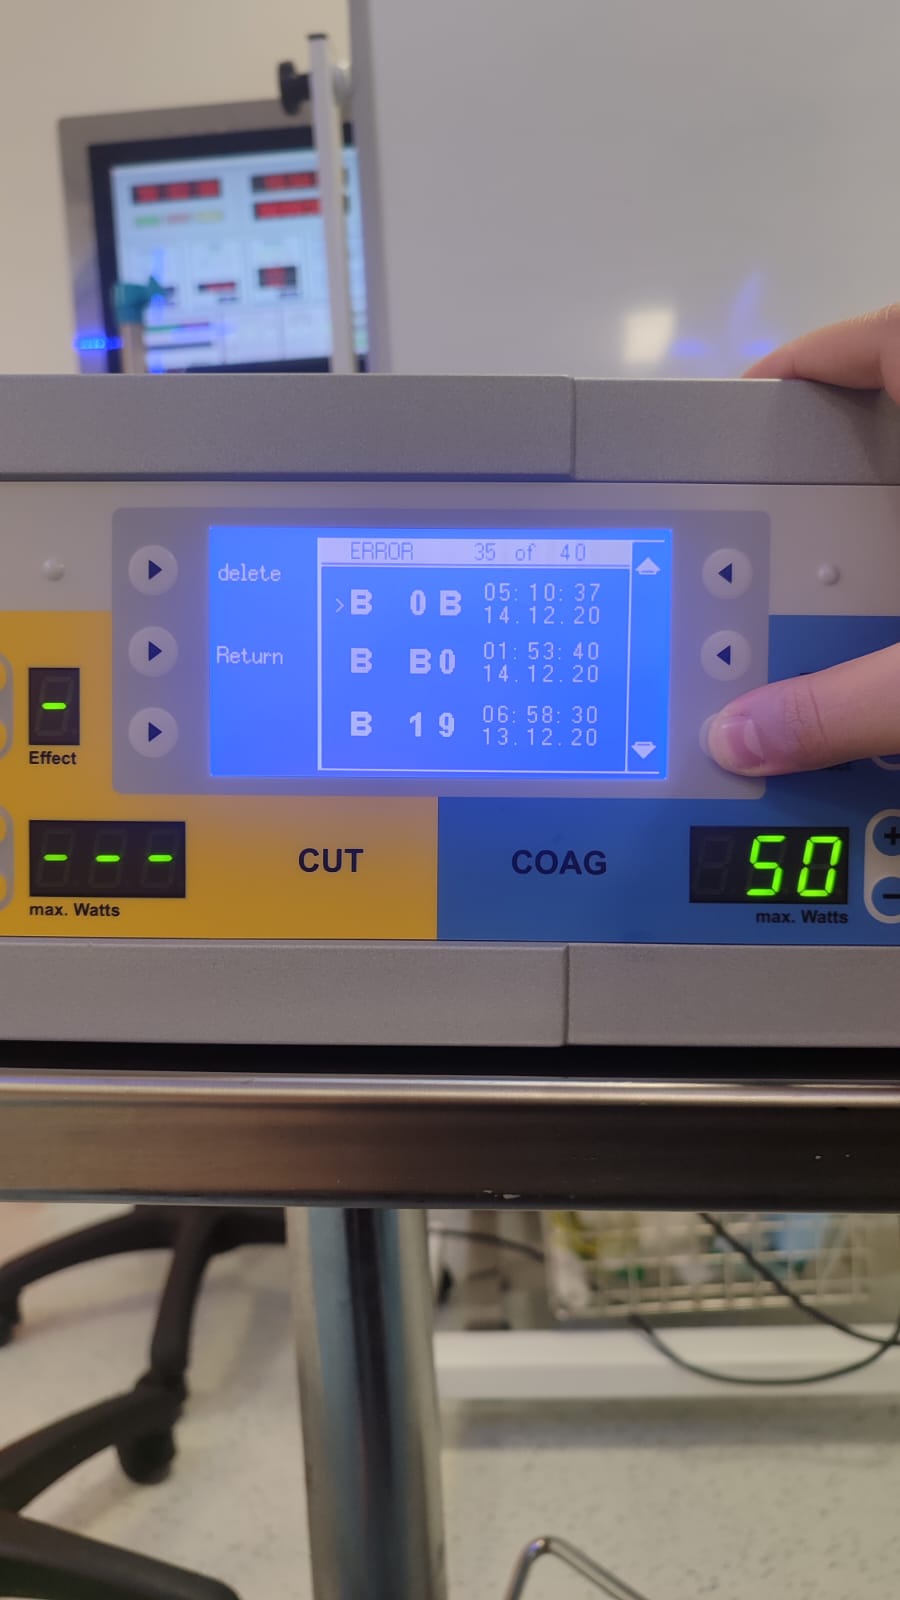 ERROR 35 of 40
delete
>B 0B 05:10:37
14.12.20
Return
B B0 01:53:40
14.12.20
B 19 06:58:30
13.12.20
-
Effect
---
max. Watts
CUT
COAG
50
max. Watts
+
-